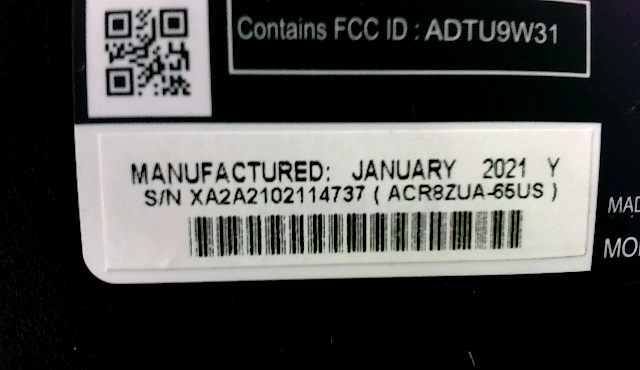 Contains FCC ID : ADTU9W31
MANUFACTURED: JANUARY 2021 Y
S/N XA2A2102114737 ( ACR8ZUA-65US )